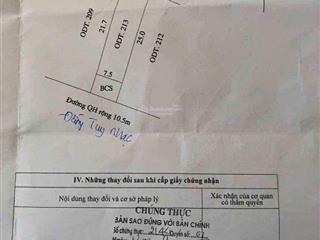 ODT: 209
21.7
ODT: 213
25.0
ODT: 212
7.5
BCS
Đường QH rộng 10.5m
IV. Những thay đổi sau khi cấp giấy chứng nhận
Nội dung thay đổi và cơ sở pháp lý
Xác nhận của cơ quan
có thẩm quyền
CHỨNG THỰC
BẢN SAO ĐÚNG VỚI BẢN CHÍNH